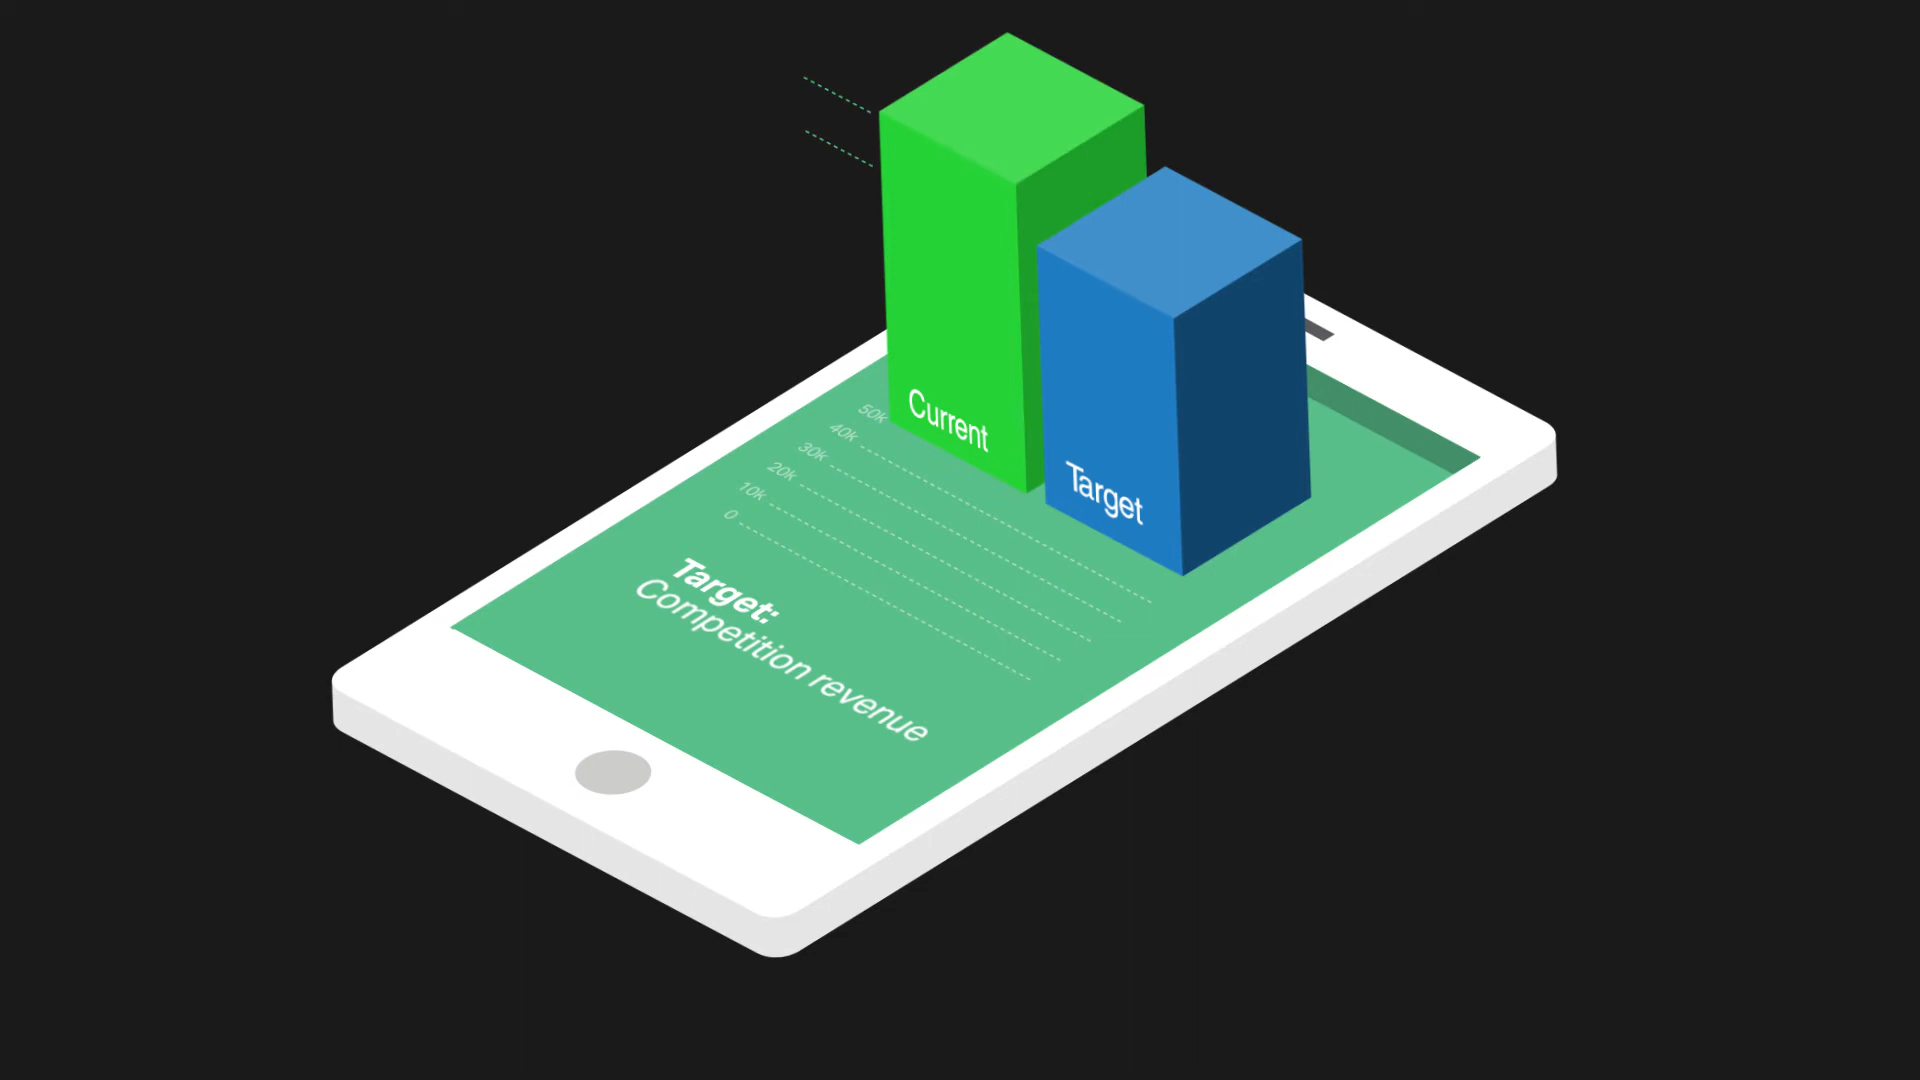 Current
Target
50k
40k
30k
20k
10k
0
Target:
Competition revenue